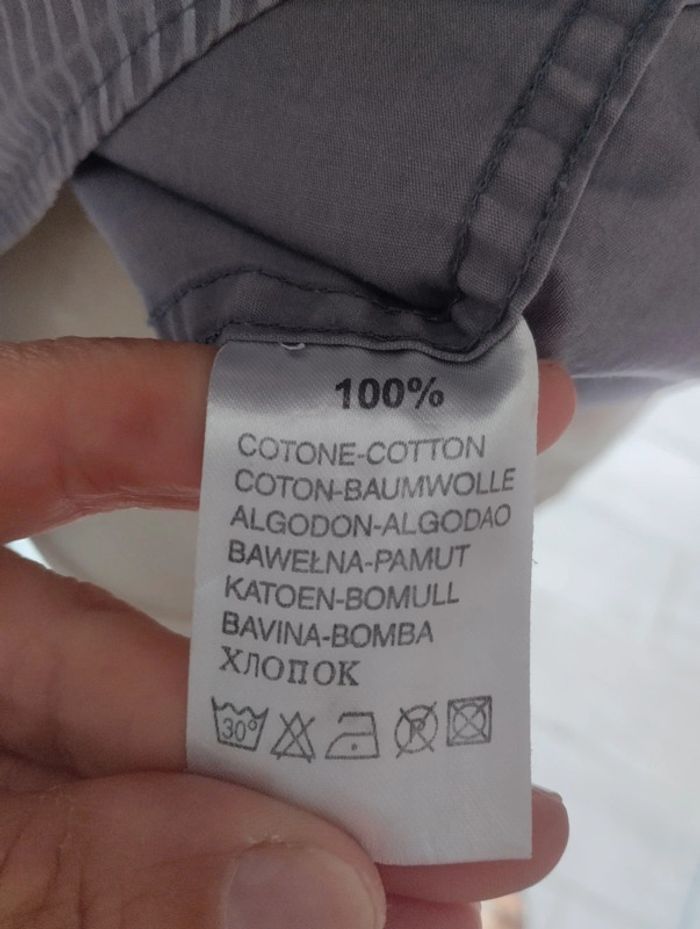 100%
COTONE-COTTON
COTON-BAUMWOLLE
ALGODON-ALGODAO
BAWEŁNA-PAMUT
KATOEN-BOMULL
BAVINA-BOMBA
ХЛОПОК
30°